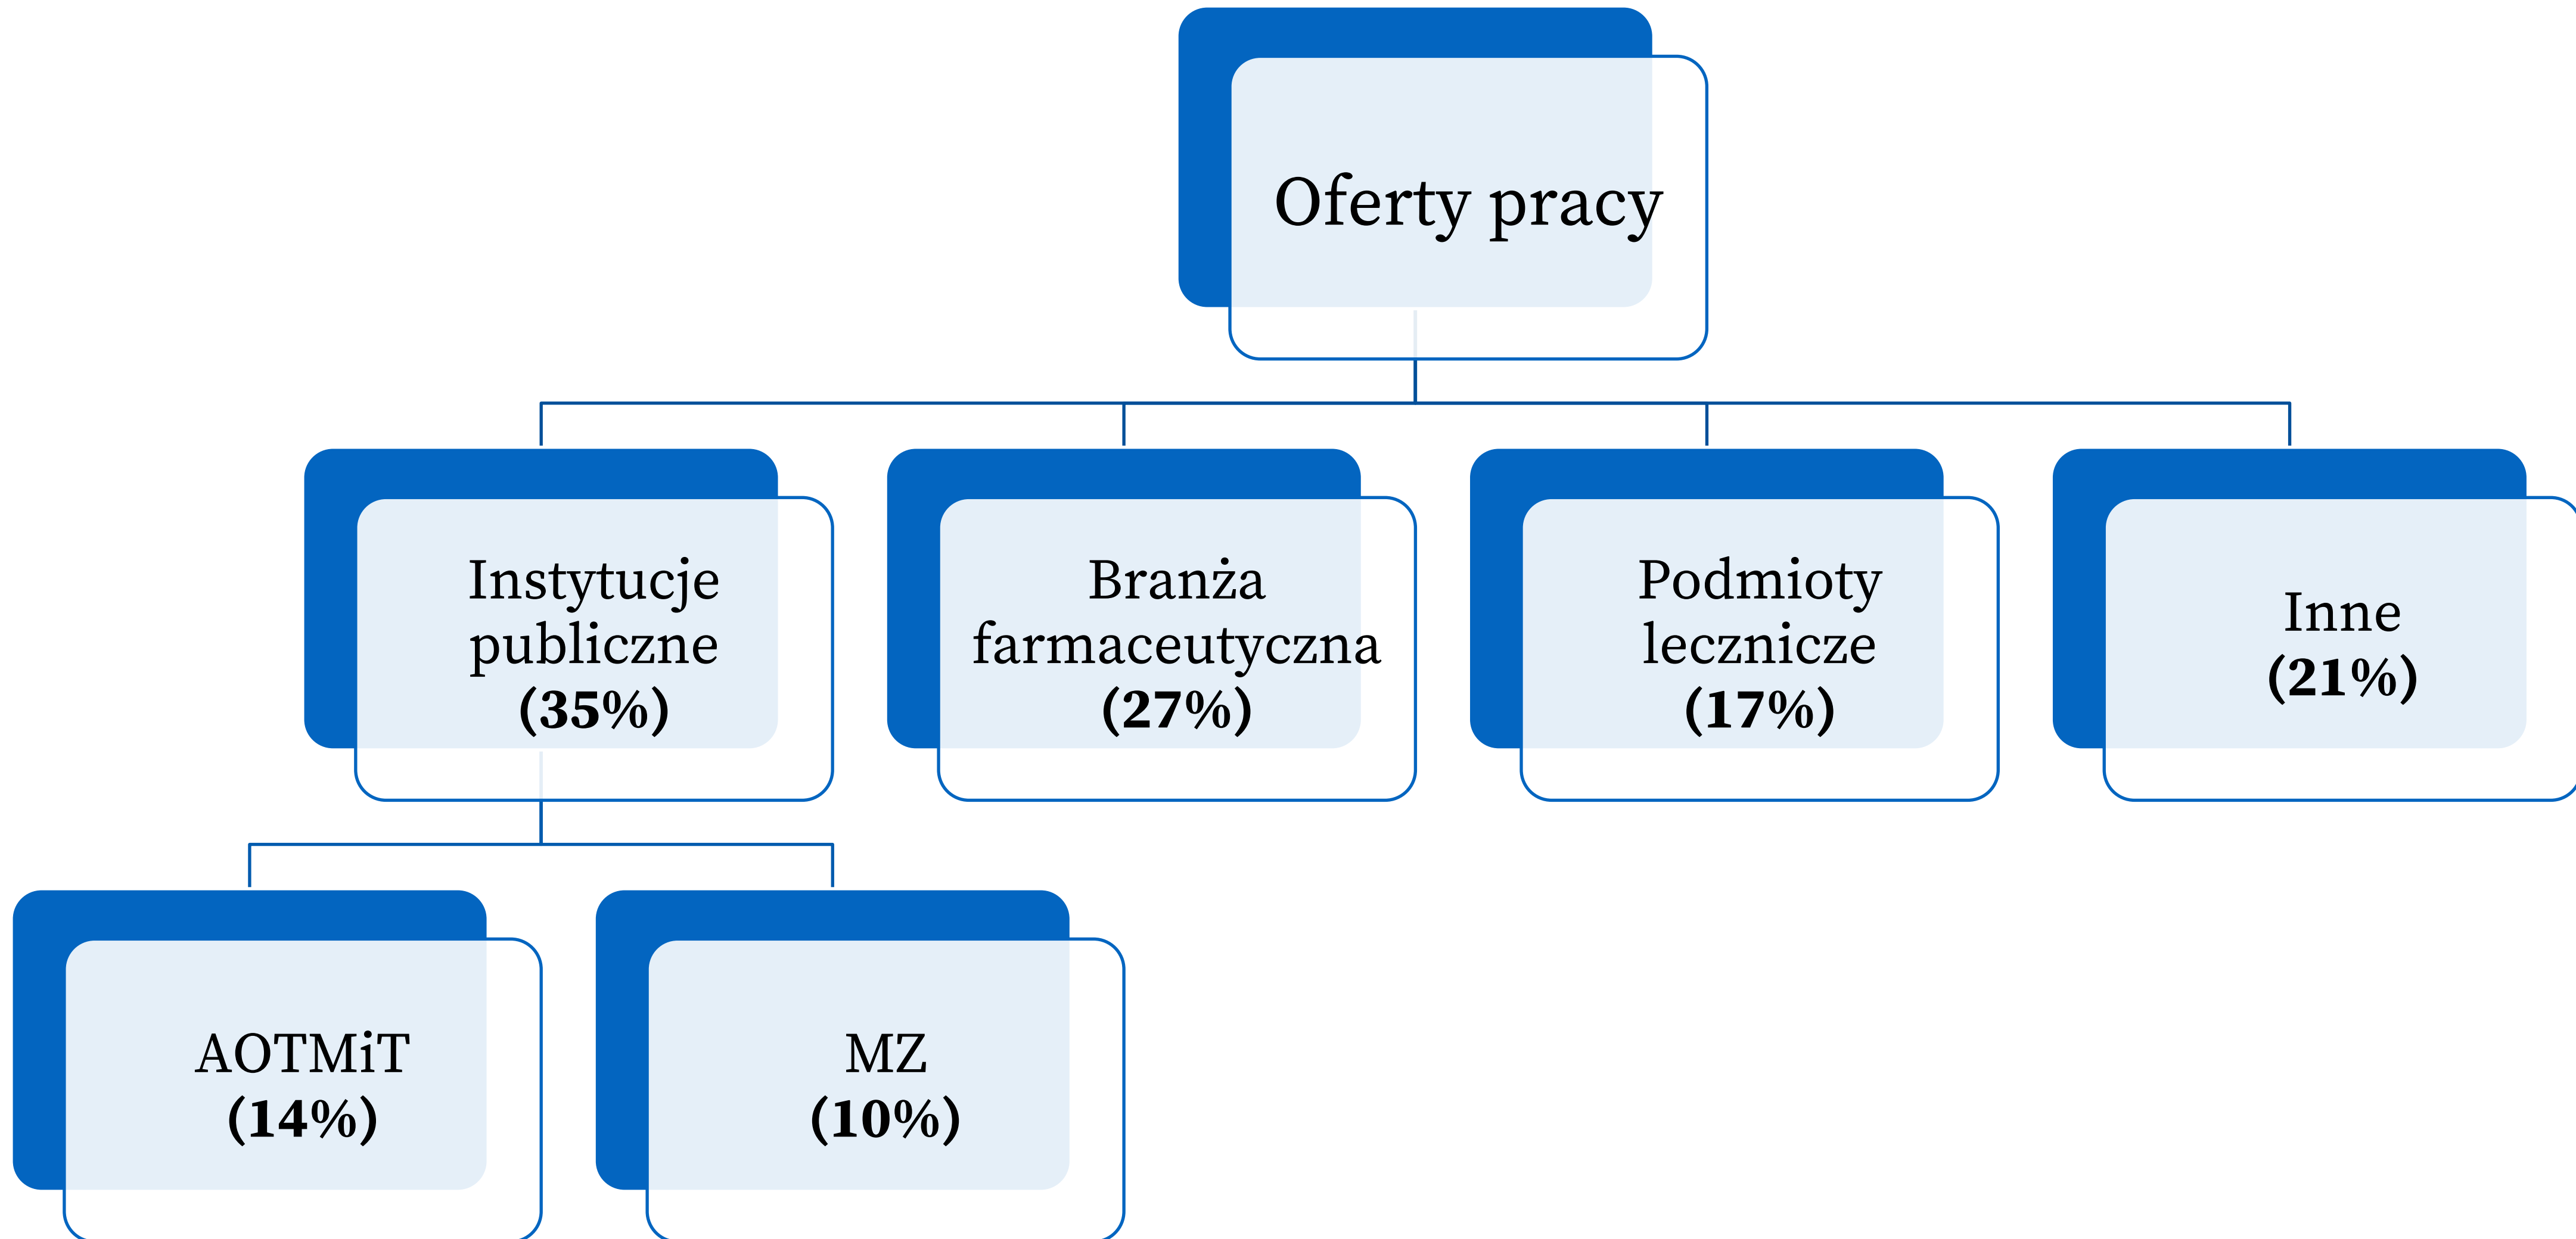 Oferty pracy
Instytucje
publiczne
(35%)
Branża
farmaceutyczna
(27%)
Podmioty
lecznicze
(17%)
Inne
(21%)
AOTMiT
(14%)
MZ
(10%)